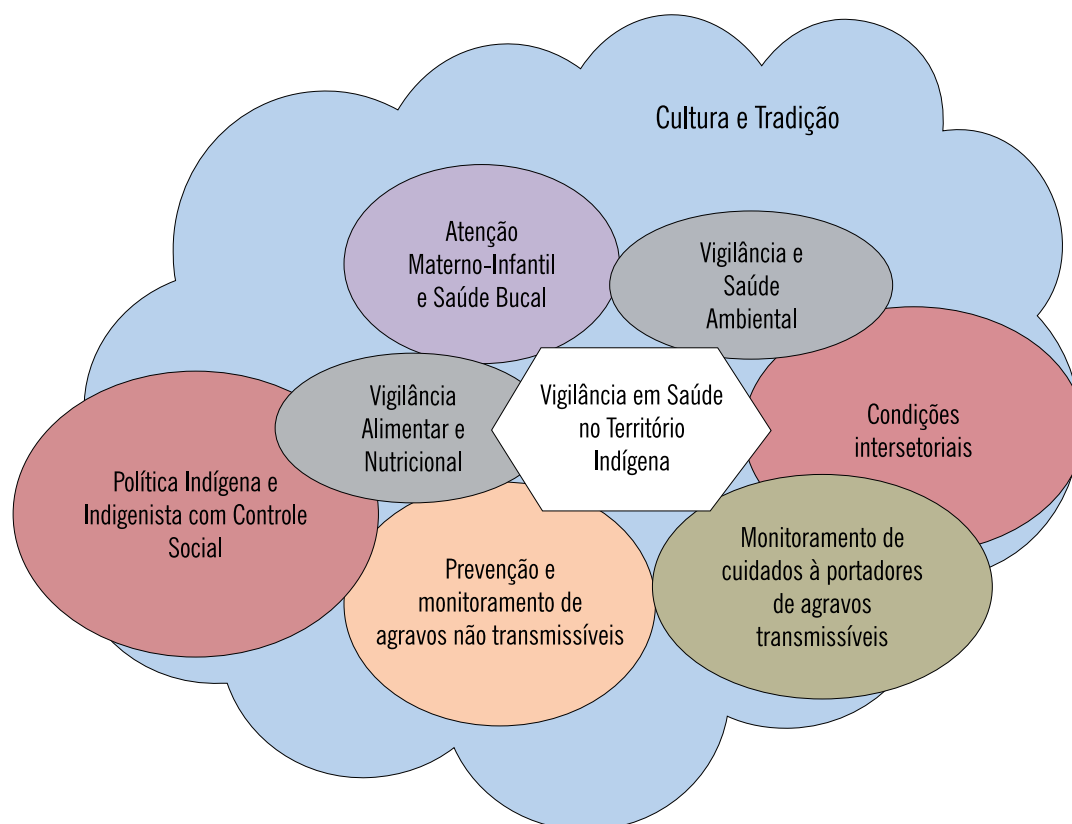 Cultura e Tradição
Atenção
Materno-Infantil
e Saúde Bucal
Vigilância e
Saúde
Ambiental
Vigilância
Alimentar e
Nutricional
Vigilância em Saúde
no Território
Indígena
Condições
intersetoriais
Política Indígena e
Indigenista com Controle
Social
Prevenção e
monitoramento de
agravos não transmissíveis
Monitoramento de
cuidados à portadores
de agravos
transmissíveis